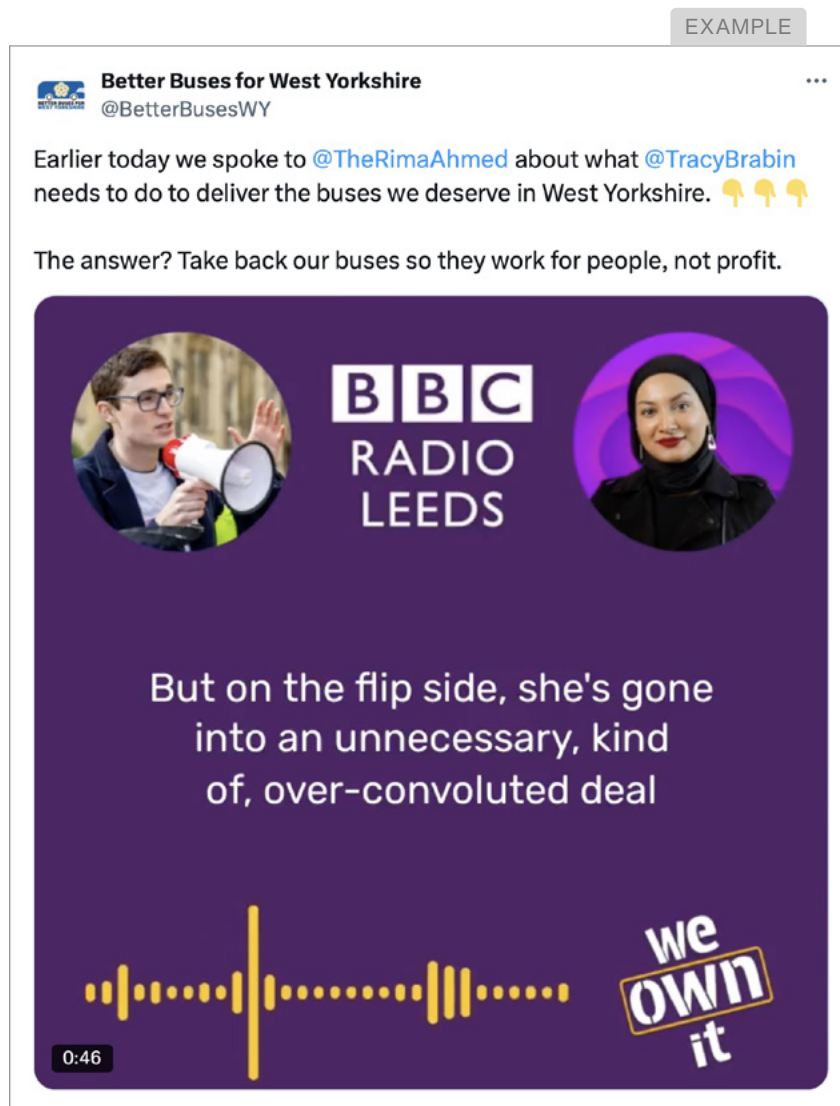 EXAMPLE
Better Buses for West Yorkshire
@BetterBusesWY
Earlier today we spoke to @TheRimaAhmed about what @TracyBrabin
needs to do to deliver the buses we deserve in West Yorkshire. 👇👇👇
The answer? Take back our buses so they work for people, not profit.
BBC
RADIO
LEEDS
But on the flip side, she's gone
into an unnecessary, kind
of, over-convoluted deal
we
own
it
0:46